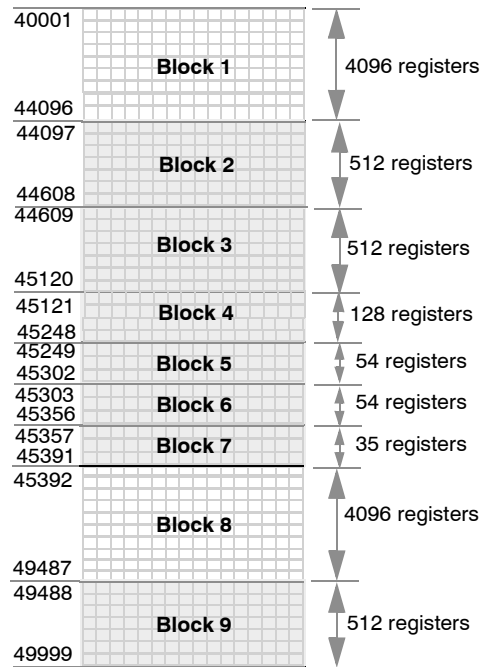 40001
Block 1
4096 registers
44096
44097
Block 2
512 registers
44608
44609
Block 3
512 registers
45120
45121
Block 4
128 registers
45248
45249
Block 5
54 registers
45302
45303
Block 6
54 registers
45356
45357
Block 7
35 registers
45391
45392
Block 8
4096 registers
49487
49488
Block 9
512 registers
49999